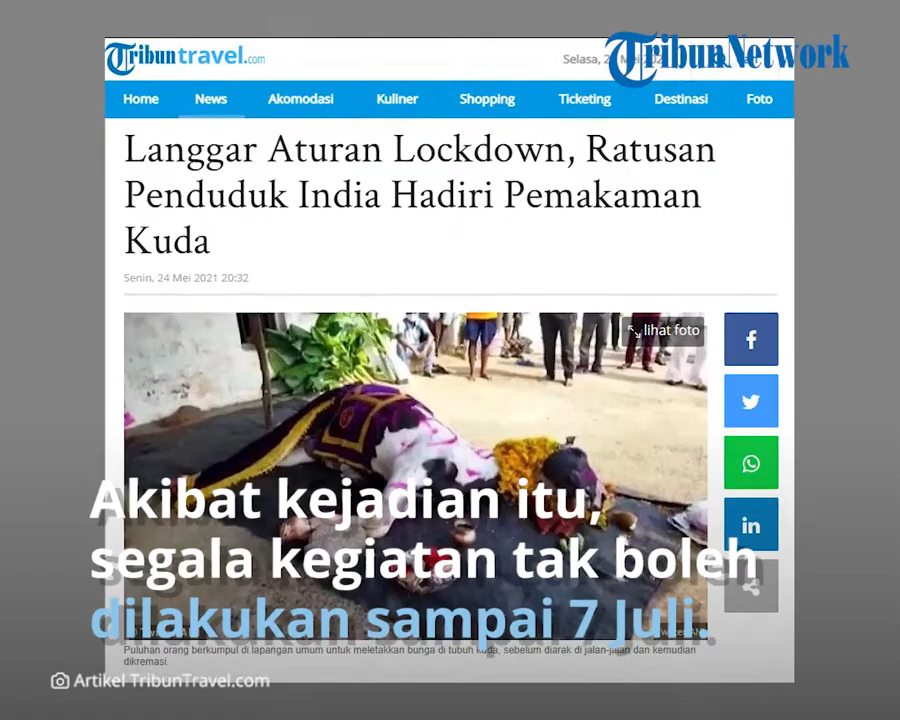 Tribuntravel.com
Selasa, 2
TribunNetwork
Home News Akomodasi Kuliner Shopping Ticketing Destinasi Foto
Langgar Aturan Lockdown, Ratusan
Penduduk India Hadiri Pemakaman
Kuda
Senin, 24 Mei 2021 20:32
lihat foto
Akibat kejadian itu,
segala kegiatan tak boleh
dilakukan sampai 7 Juli.
Puluhan orang berkumpul di lapangan umum untuk meletakkan bunga di tubuh kuda, sebelum diarak di jalan-jalan dan kemudian
dikremasi.
Artikel TribunTravel.com